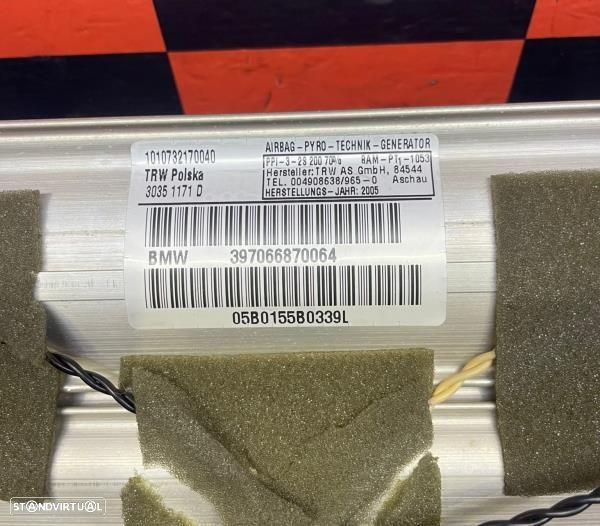 1010732170040
TRW Polska
3035 1171 D
AIRBAG-PYRO-TECHNIK-GENERATOR
PPI-3-2S 200 70%
BAM-PT1-1053
Hersteller:TRW AS GmbH, 84544
TEL. 004908638/965-0 Aschau
HERSTELLUNGS-JAHR: 2005
BMW 397066870064
05B0155B0339L
STANDVIRTUAL